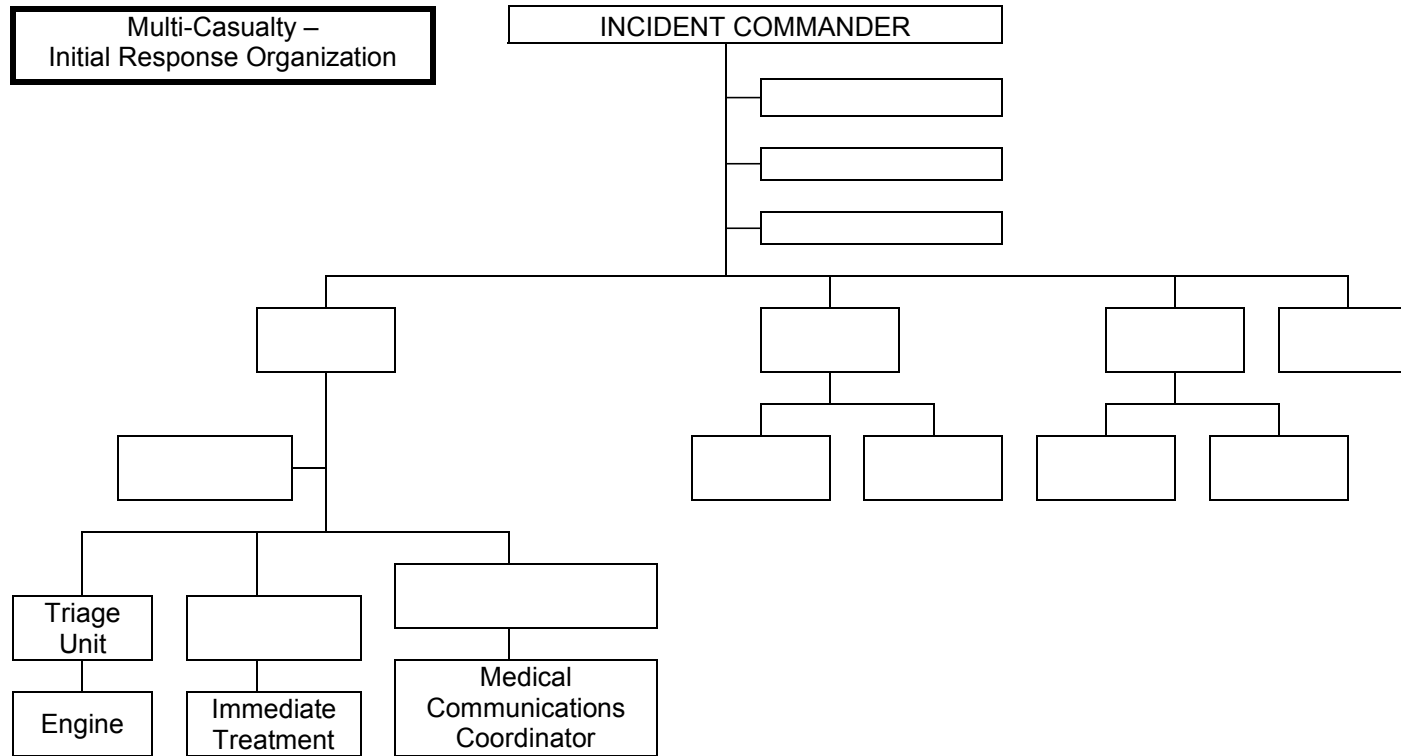 Multi-Casualty –
Initial Response Organization
INCIDENT COMMANDER
Triage
Unit
Engine
Immediate
Treatment
Medical
Communications
Coordinator